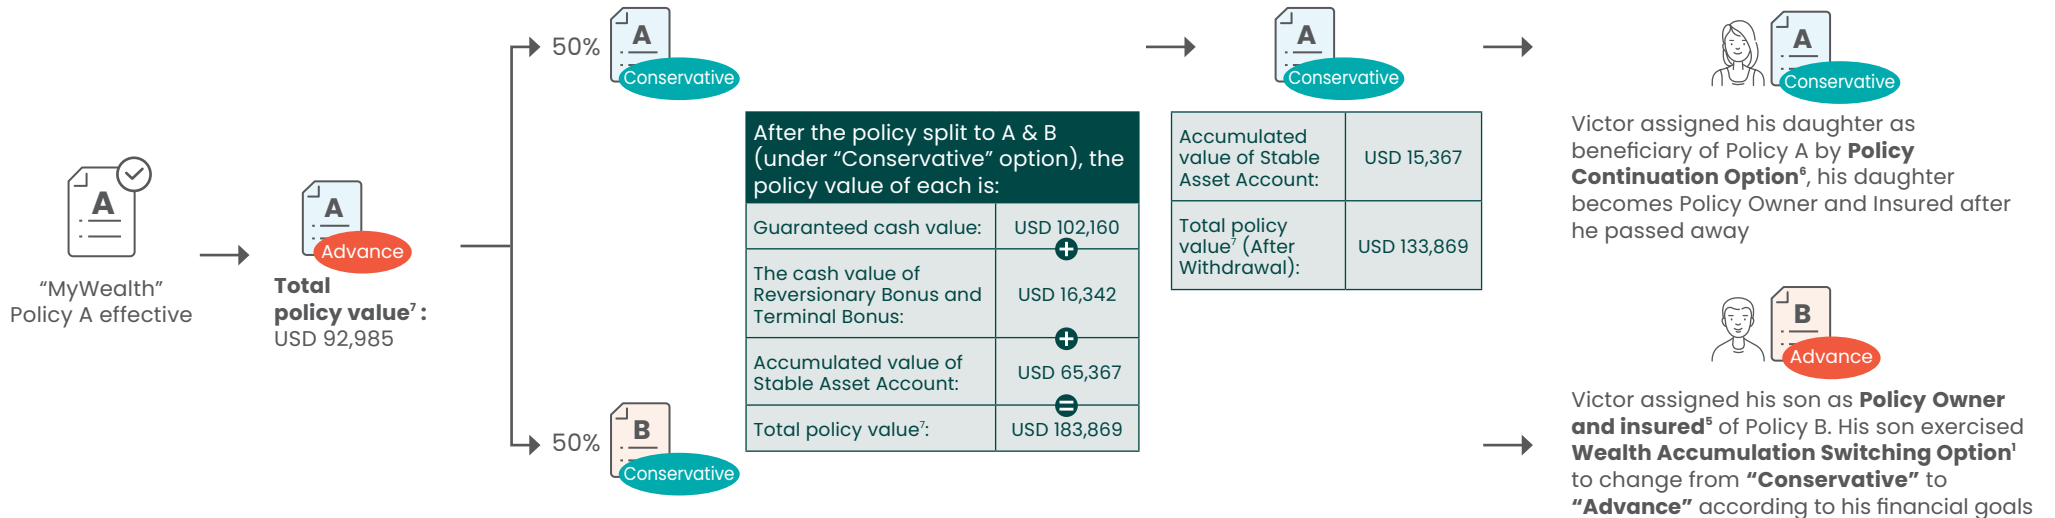 A
“MyWealth”
Policy A effective
A
Advance
Total
policy value⁷ :
USD 92,985
50%
A
Conservative
50%
B
Conservative
After the policy split to A & B
(under “Conservative” option), the
policy value of each is:
Guaranteed cash value: USD 102,160
+
The cash value of
Reversionary Bonus and
Terminal Bonus:
USD 16,342
+
Accumulated value of
Stable Asset Account:
USD 65,367
=
Total policy value⁷: USD 183,869
A
Conservative
Accumulated
value of Stable
Asset Account:
USD 15,367
Total policy
value⁷ (After
Withdrawal):
USD 133,869
A
Conservative
Victor assigned his daughter as
beneficiary of Policy A by Policy
Continuation Option⁶, his daughter
becomes Policy Owner and Insured after
he passed away
B
Advance
Victor assigned his son as Policy Owner
and insured⁵ of Policy B. His son exercised
Wealth Accumulation Switching Option¹
to change from “Conservative” to
“Advance” according to his financial goals